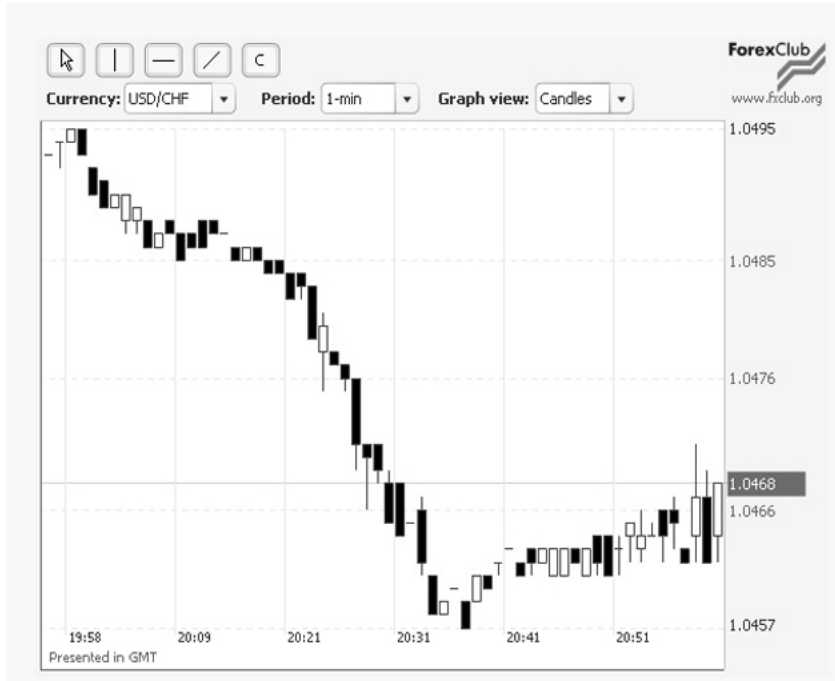 C
ForexClub
www.fxclub.org
Currency: USD/CHF Period: 1-min Graph view: Candles
1.0495
1.0485
1.0476
1.0468
1.0466
1.0457
19:58 20:09 20:21 20:31 20:41 20:51
Presented in GMT